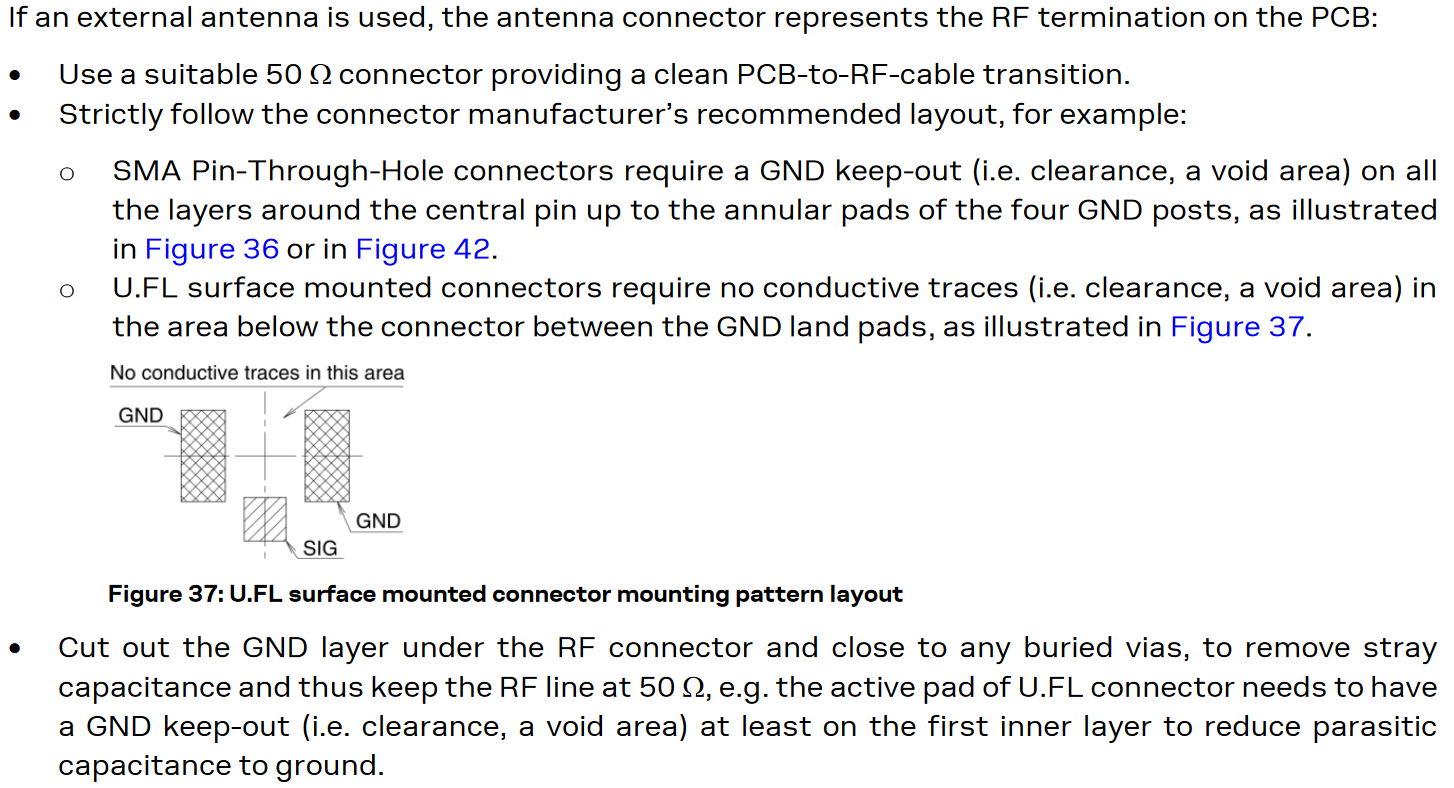 If an external antenna is used, the antenna connector represents the RF termination on the PCB:
• Use a suitable 50 Ω connector providing a clean PCB-to-RF-cable transition.
• Strictly follow the connector manufacturer’s recommended layout, for example:
o SMA Pin-Through-Hole connectors require a GND keep-out (i.e. clearance, a void area) on all
the layers around the central pin up to the annular pads of the four GND posts, as illustrated
in Figure 36 or in Figure 42.
o U.FL surface mounted connectors require no conductive traces (i.e. clearance, a void area) in
the area below the connector between the GND land pads, as illustrated in Figure 37.
No conductive traces in this area
GND
GND
SIG
Figure 37: U.FL surface mounted connector mounting pattern layout
• Cut out the GND layer under the RF connector and close to any buried vias, to remove stray
capacitance and thus keep the RF line at 50 Ω, e.g. the active pad of U.FL connector needs to have
a GND keep-out (i.e. clearance, a void area) at least on the first inner layer to reduce parasitic
capacitance to ground.